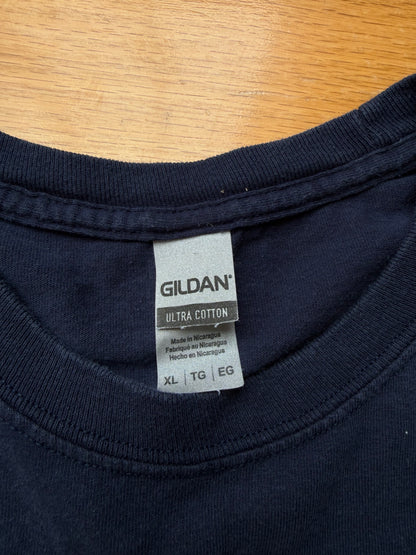 GILDAN®
ULTRA COTTON
Made in Nicaragua
Fabriqué au Nicaragua
Hecho en Nicaragua
XL | TG | EG